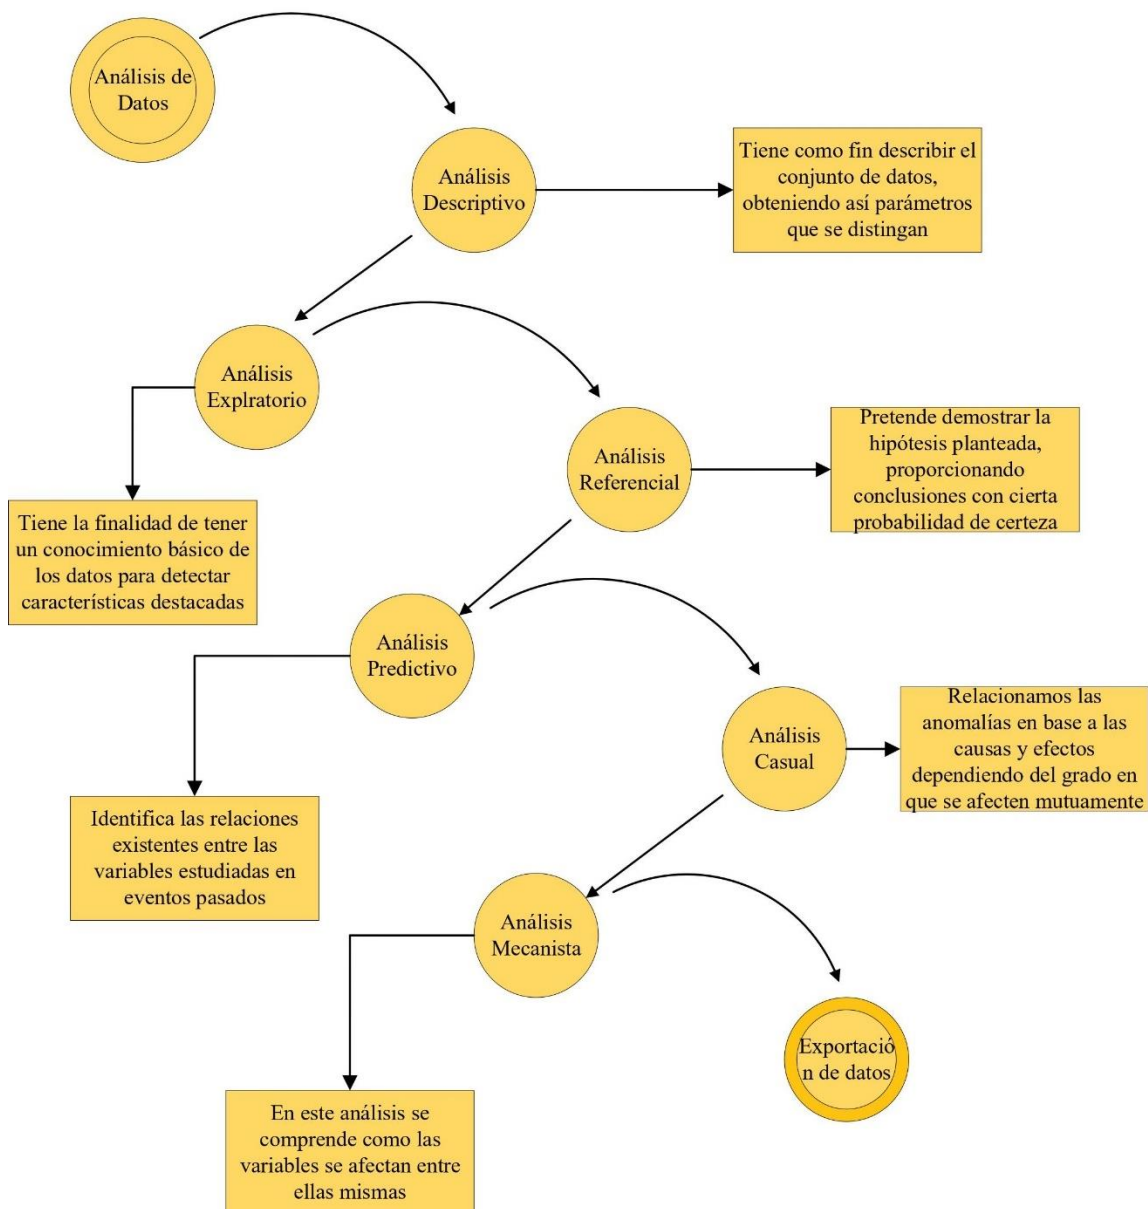 Análisis de
Datos
Análisis
Descriptivo
Tiene como fin describir el
conjunto de datos,
obteniendo así parámetros
que se distingan
Análisis
Explratorio
Tiene la finalidad de tener
un conocimiento básico de
los datos para detectar
características destacadas
Análisis
Referencial
Pretende demostrar la
hipótesis planteada,
proporcionando
conclusiones con cierta
probabilidad de certeza
Análisis
Predictivo
Identifica las relaciones
existentes entre las
variables estudiadas en
eventos pasados
Análisis
Casual
Relacionamos las
anomalías en base a las
causas y efectos
dependiendo del grado en
que se afecten mutuamente
Análisis
Mecanista
En este análisis se
comprende como las
variables se afectan entre
ellas mismas
Exportació
n de datos